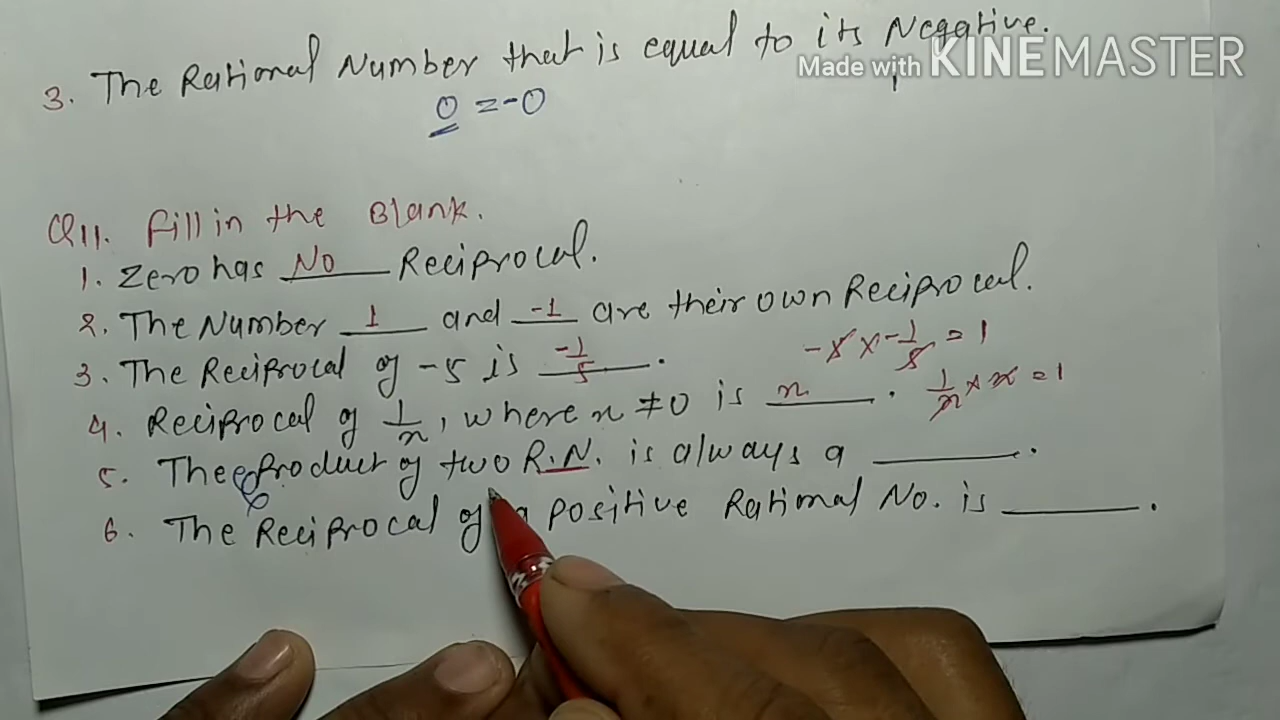 3. The Rational Number that is equal to its Negative.
Made with KINEMASTER
0 = -0
Q11. Fill in the Blank.
1. Zero has No Reciprocal.
2. The Number 1 and -1 are their own Reciprocal.
3. The Reciprocal of -5 is -1/5. -5 x -1/5 = 1
4. Reciprocal of 1/x, where x ≠ 0 is x. 1/x × x = 1
5. The Product of two R.N. is always a ______.
6. The Reciprocal of a positive Rational No. is ______.